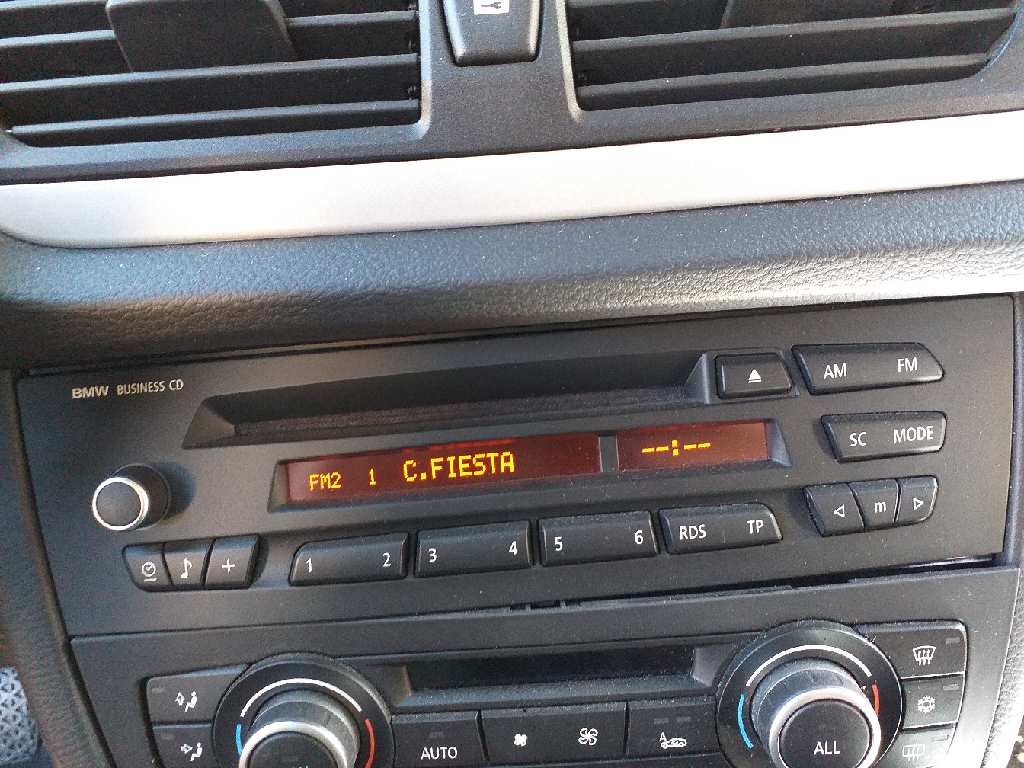 BMW BUSINESS CD
AM FM
SC MODE
FM2 1 C.FIESTA --:--
m
1 2 3 4 5 6 RDS TP
AUTO
A
ALL